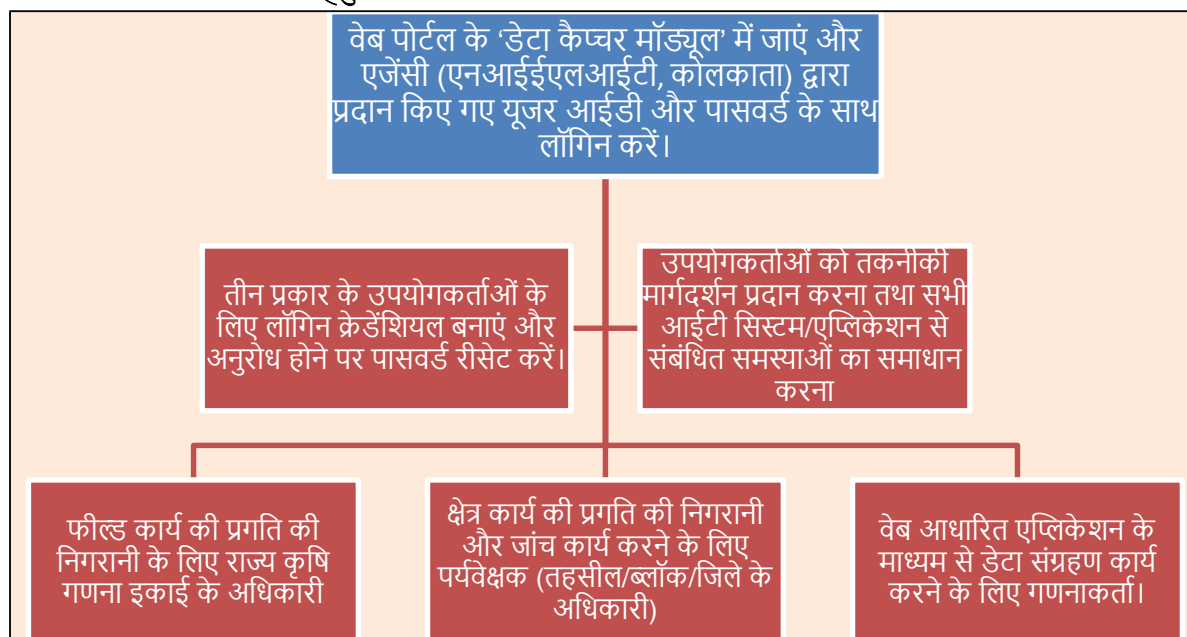 वेब पोर्टल के ‘डेटा कैप्चर मॉड्यूल’ में जाएं और
एजेंसी (एनआईईएलआईटी, कोलकाता) द्वारा
प्रदान किए गए यूजर आईडी और पासवर्ड के साथ
लॉगिन करें।
तीन प्रकार के उपयोगकर्ताओं के
लिए लॉगिन क्रेडेंशियल बनाएं और
अनुरोध होने पर पासवर्ड रीसेट करें।
उपयोगकर्ताओं को तकनीकी
मार्गदर्शन प्रदान करना तथा सभी
आईटी सिस्टम/एप्लिकेशन से
संबंधित समस्याओं का समाधान
करना
फील्ड कार्य की प्रगति की
निगरानी के लिए राज्य कृषि
गणना इकाई के अधिकारी
क्षेत्र कार्य की प्रगति की निगरानी
और जांच कार्य करने के लिए
पर्यवेक्षक (तहसील/ब्लॉक/जिले के
अधिकारी)
वेब आधारित एप्लिकेशन के
माध्यम से डेटा संग्रहण कार्य
करने के लिए गणनाकर्ता।